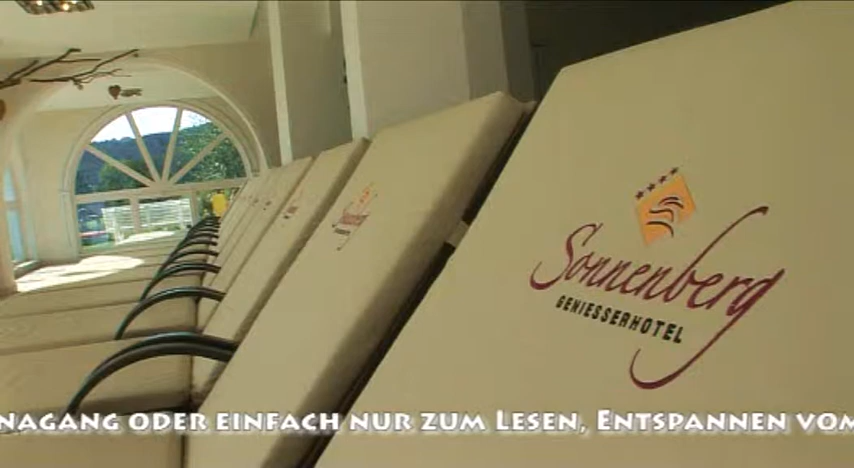 Sonnenberg
GENIESSERHOTEL
NAGANG ODER EINFACH NUR ZUM LESEN, ENTSPANNEN VOM